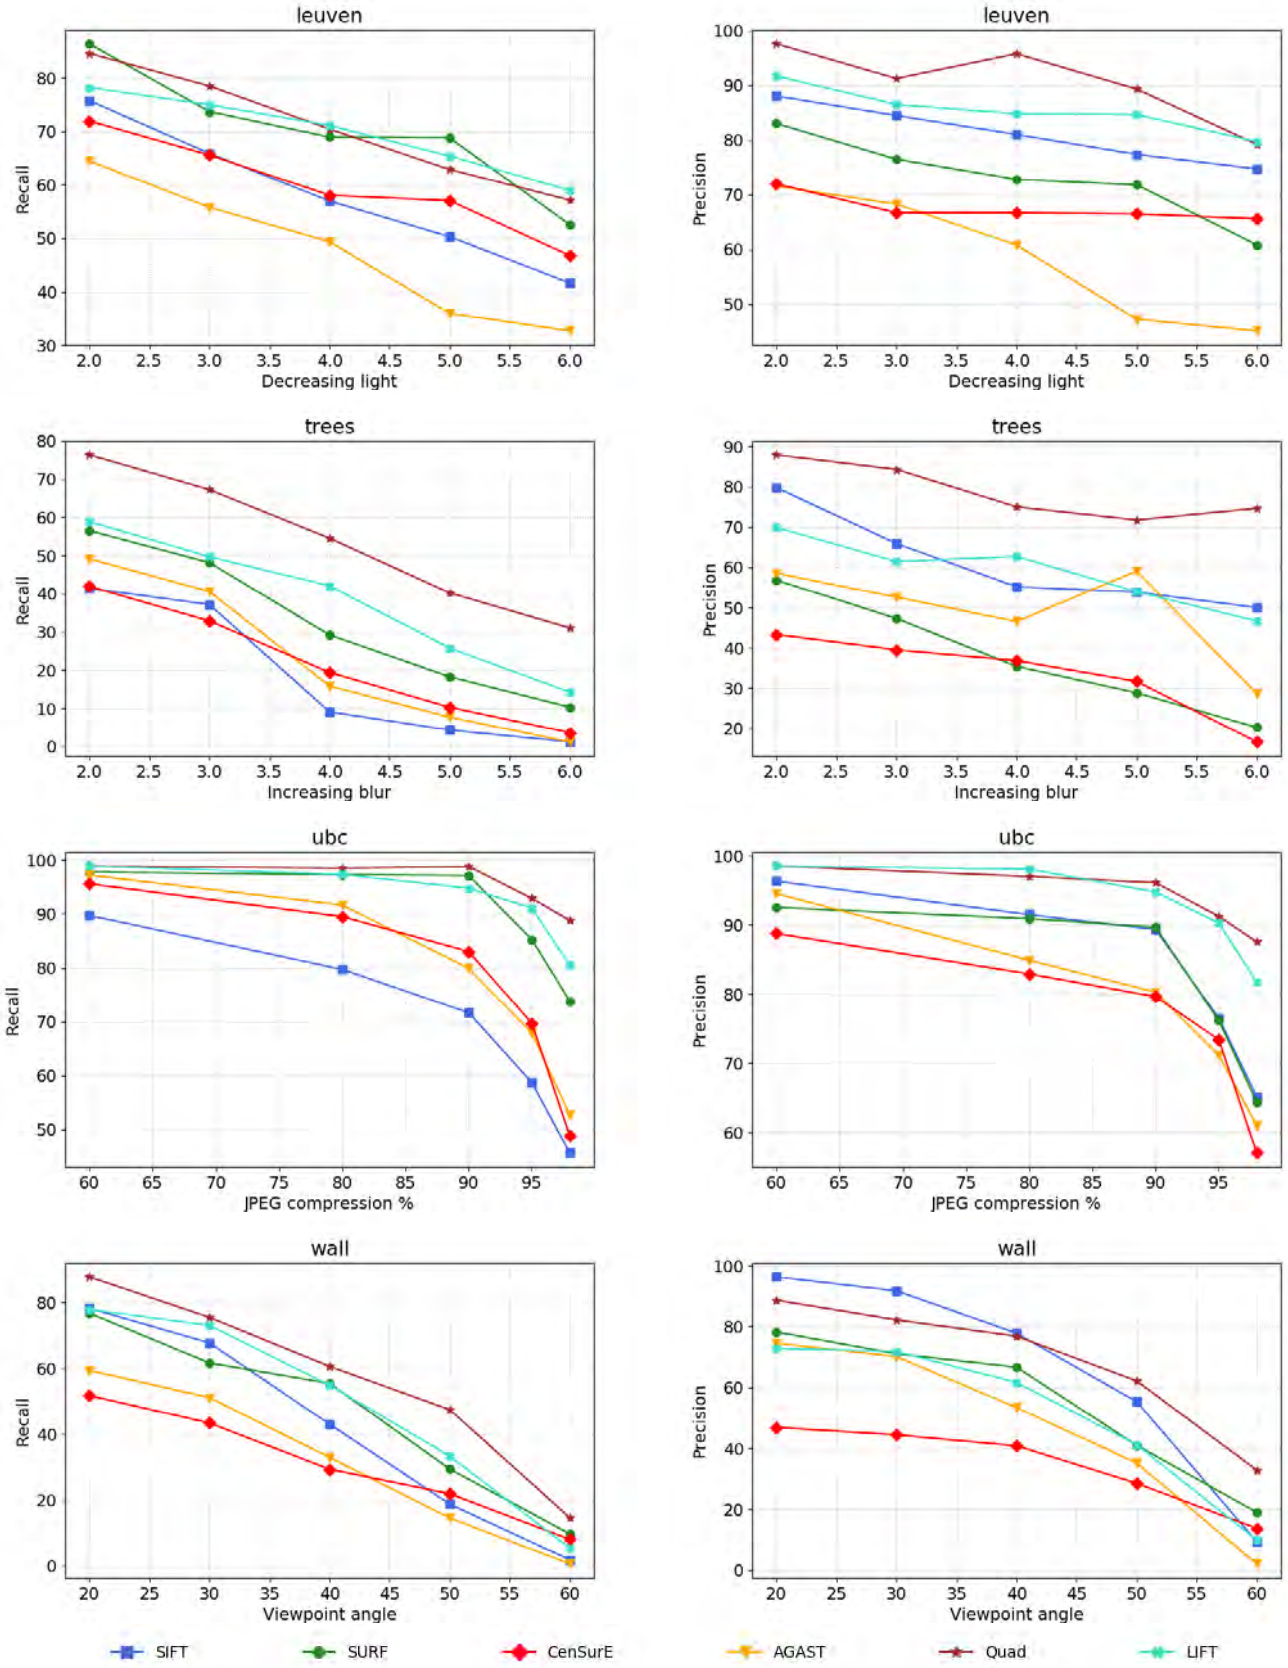 leuven
80
70
60
50
40
30
Recall
2.0 2.5 3.0 3.5 4.0 4.5 5.0 5.5 6.0
Decreasing light
leuven
100
90
80
70
60
50
Precision
2.0 2.5 3.0 3.5 4.0 4.5 5.0 5.5 6.0
Decreasing light
trees
80
70
60
50
40
30
20
10
0
Recall
2.0 2.5 3.0 3.5 4.0 4.5 5.0 5.5 6.0
Increasing blur
trees
90
80
70
60
50
40
30
20
Precision
2.0 2.5 3.0 3.5 4.0 4.5 5.0 5.5 6.0
Increasing blur
ubc
100
90
80
70
60
50
Recall
60 65 70 75 80 85 90 95
JPEG compression %
ubc
100
90
80
70
60
Precision
60 65 70 75 80 85 90 95
JPEG compression %
wall
80
60
40
20
0
Recall
20 25 30 35 40 45 50 55 60
Viewpoint angle
wall
100
80
60
40
20
0
Precision
20 25 30 35 40 45 50 55 60
Viewpoint angle
SIFT SURF CenSurE AGAST Quad LIFT